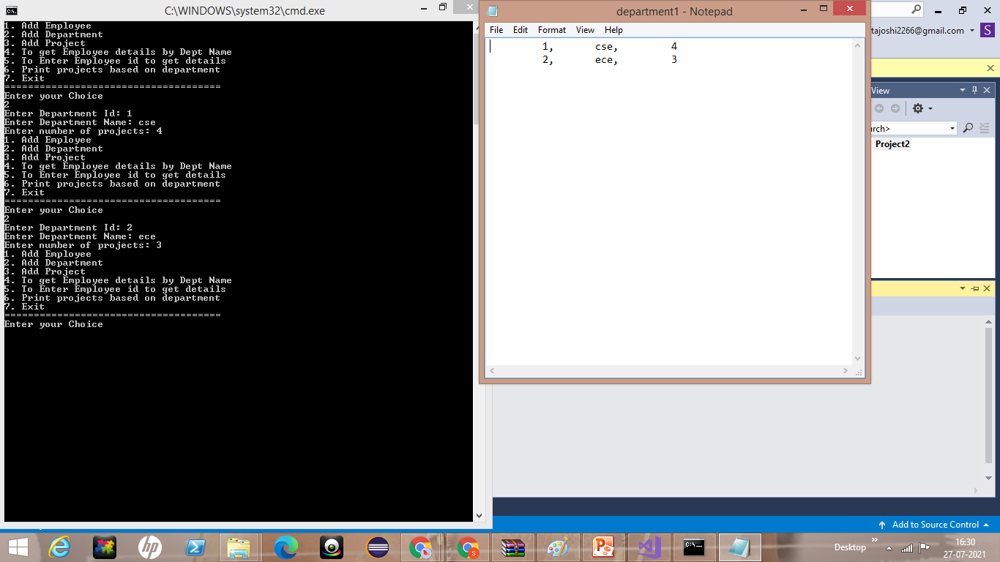 C:\WINDOWS\system32\cmd.exe
1. Add Employee
2. Add Department
3. Add Project
4. To get Employee details by Dept Name
5. To Enter Employee id to get details
6. Print projects based on department
7. Exit
=====================================
Enter your Choice
2
Enter Department Id: 1
Enter Department Name: cse
Enter number of projects: 4
1. Add Employee
2. Add Department
3. Add Project
4. To get Employee details by Dept Name
5. To Enter Employee id to get details
6. Print projects based on department
7. Exit
=====================================
Enter your Choice
2
Enter Department Id: 2
Enter Department Name: ece
Enter number of projects: 3
1. Add Employee
2. Add Department
3. Add Project
4. To get Employee details by Dept Name
5. To Enter Employee id to get details
6. Print projects based on department
7. Exit
=====================================
Enter your Choice
department1 - Notepad
File Edit Format View Help
1, cse, 4
2, ece, 3
tajoshi2266@gmail.com S
View
rch>
Project2
Add to Source Control
Desktop
16:30
27-07-2021